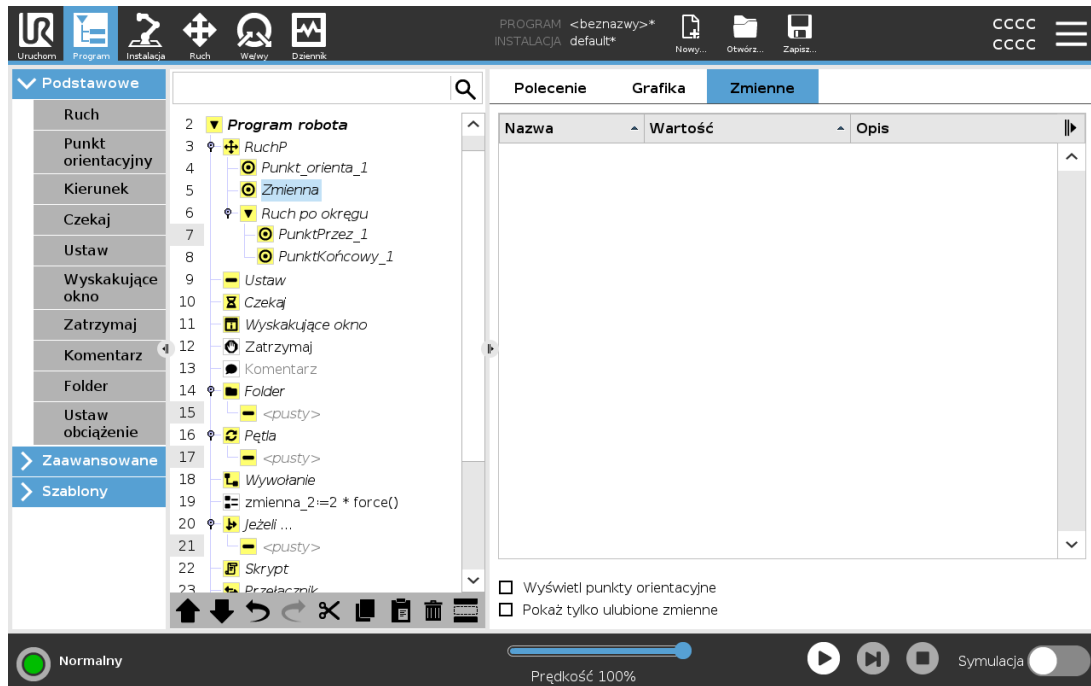 UR
PROGRAM <beznazwy>*
INSTALACJA default*
CCCC
CCCC
Uruchom Program Instalacja Ruch We/wy Dziennik Nowy... Otwórz... Zapisz...
Podstawowe
Ruch
Punkt
orientacyjny
Kierunek
Czekaj
Ustaw
Wyskakujące
okno
Zatrzymaj
Komentarz
Folder
Ustaw
obciążenie
Zaawansowane
Szablony
2 Program robota
3 RuchP
4 Punkt_orienta_1
5 Zmienna
6 Ruch po okręgu
7 PunktPrzez_1
8 PunktKońcowy_1
9 Ustaw
10 Czekaj
11 Wyskakujące okno
12 Zatrzymaj
13 Komentarz
14 Folder
15 <pusty>
16 Pętla
17 <pusty>
18 Wywołanie
19 zmienna_2:=2 * force()
20 Jeżeli ...
21 <pusty>
22 Skrypt
23 Przełącznik
Polecenie Grafika Zmienne
Nazwa Wartość Opis
Wyświetl punkty orientacyjne
Pokaż tylko ulubione zmienne
Normalny
Prędkość 100%
Symulacja